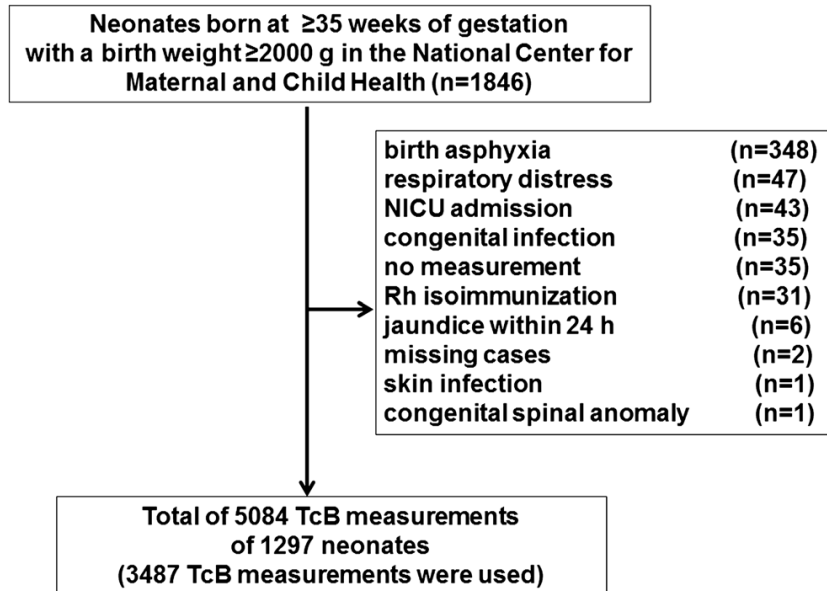 Neonates born at ≥35 weeks of gestation
with a birth weight≥2000 g in the National Center for
Maternal and Child Health (n=1846)
birth asphyxia (n=348)
respiratory distress (n=47)
NICU admission (n=43)
congenital infection (n=35)
no measurement (n=35)
Rh isoimmunization (n=31)
jaundice within 24 h (n=6)
missing cases (n=2)
skin infection (n=1)
congenital spinal anomaly (n=1)
Total of 5084 TcB measurements
of 1297 neonates
(3487 TcB measurements were used)